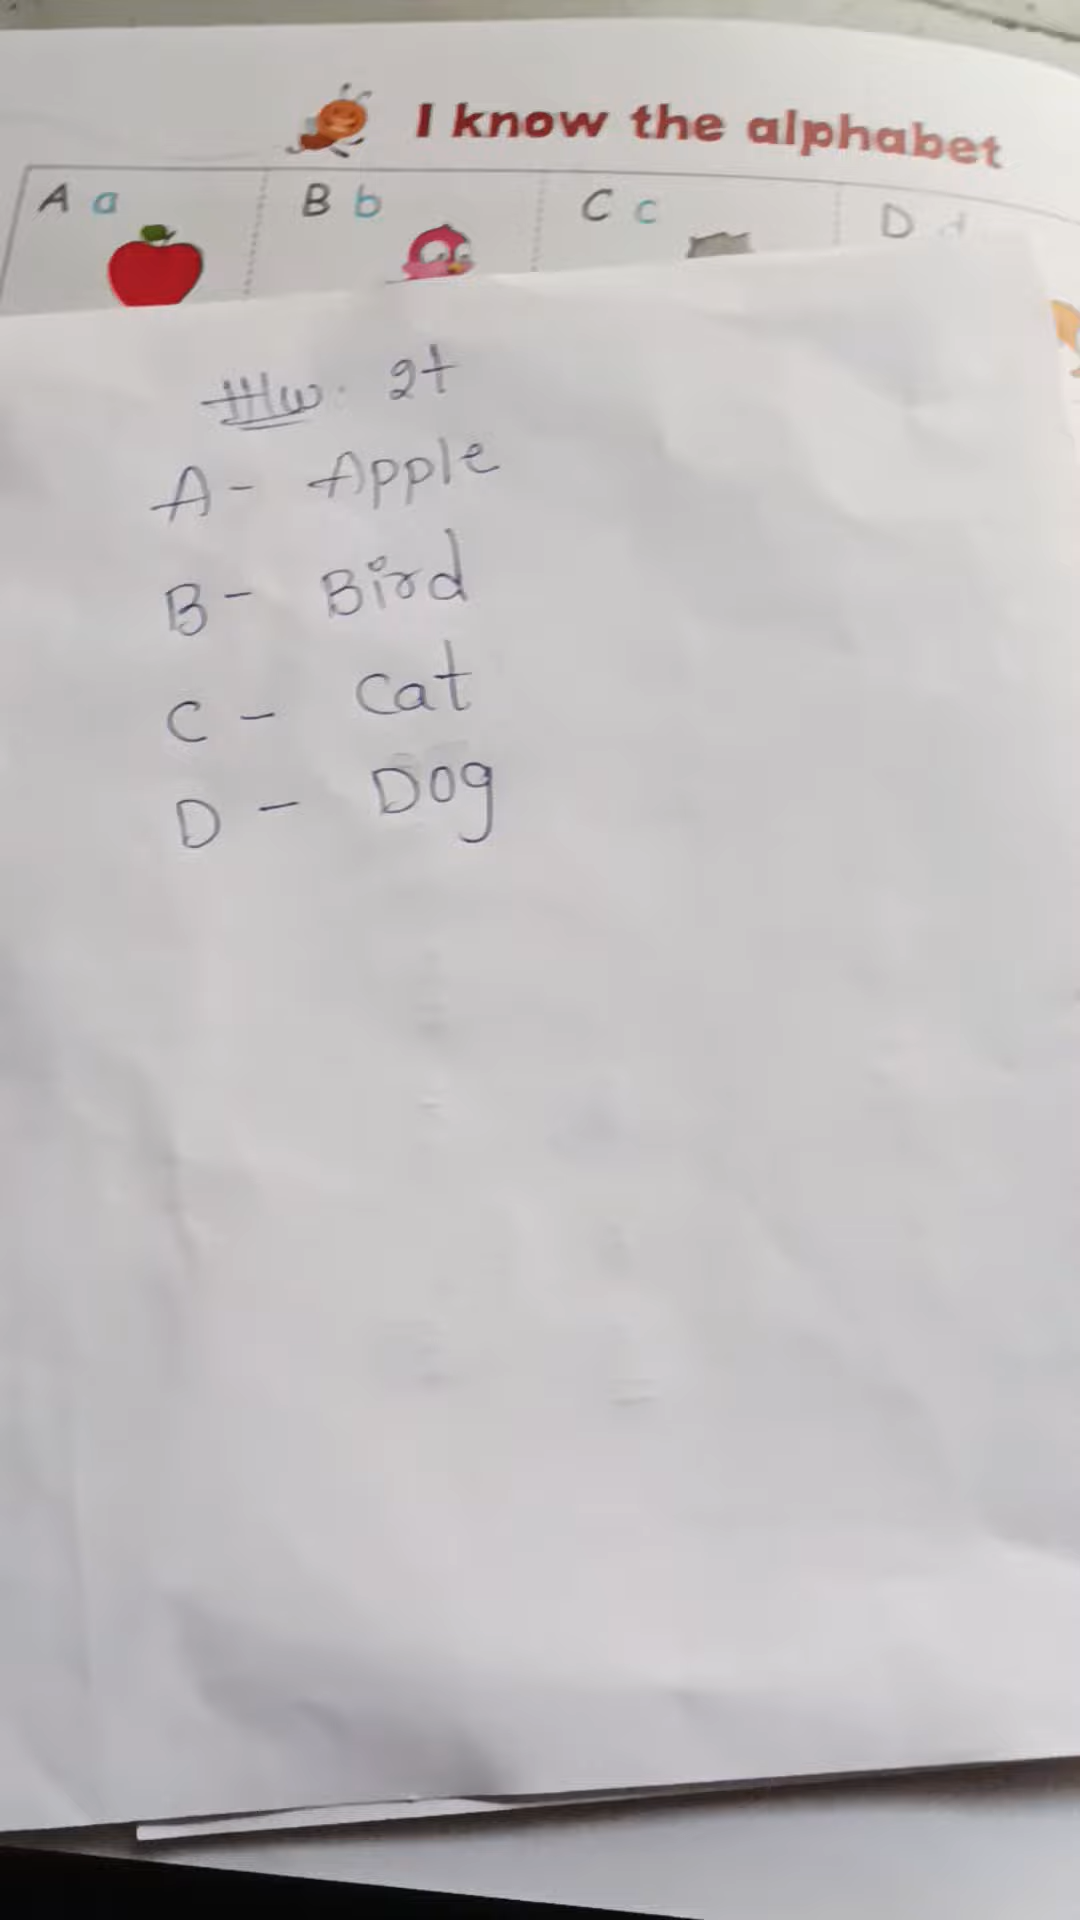 I know the alphabet
A a B b C c D d
HW. 2t
A - Apple
B - Bird
C - Cat
D - Dog